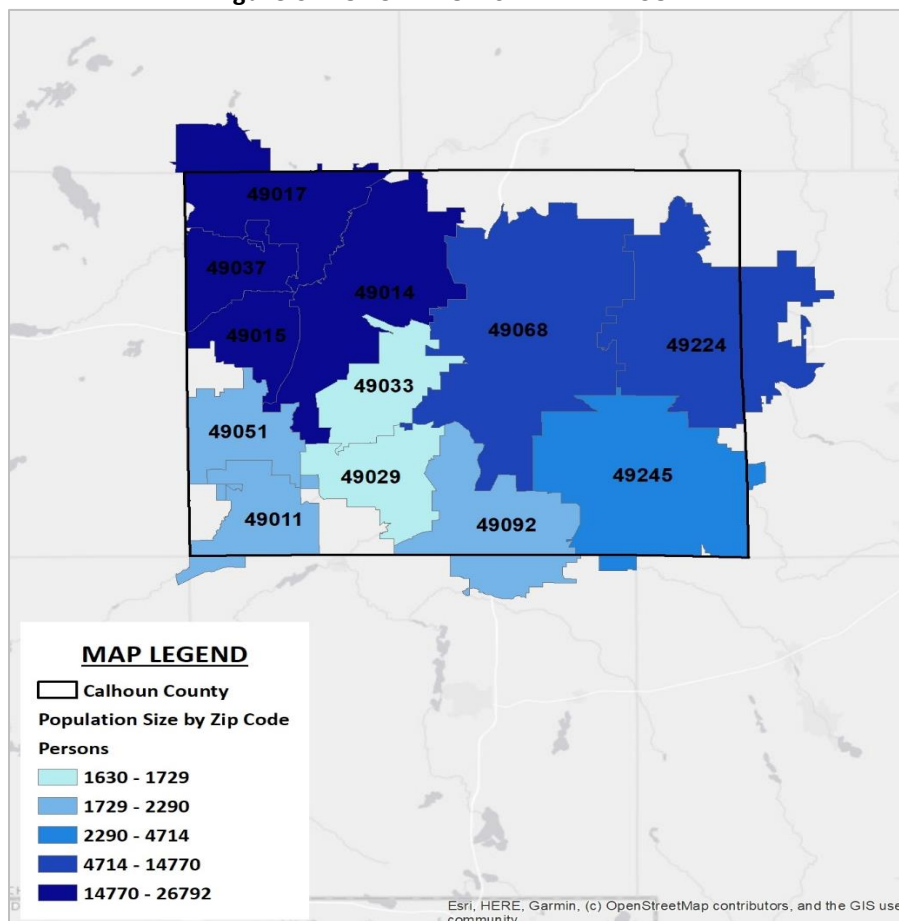 49017
49037
49014
49015
49068
49224
49033
49051
49029
49245
49011
49092
MAP LEGEND
Calhoun County
Population Size by Zip Code
Persons
1630 - 1729
1729 - 2290
2290 - 4714
4714 - 14770
14770 - 26792
Esri, HERE, Garmin, (c) OpenStreetMap contributors, and the GIS use
community